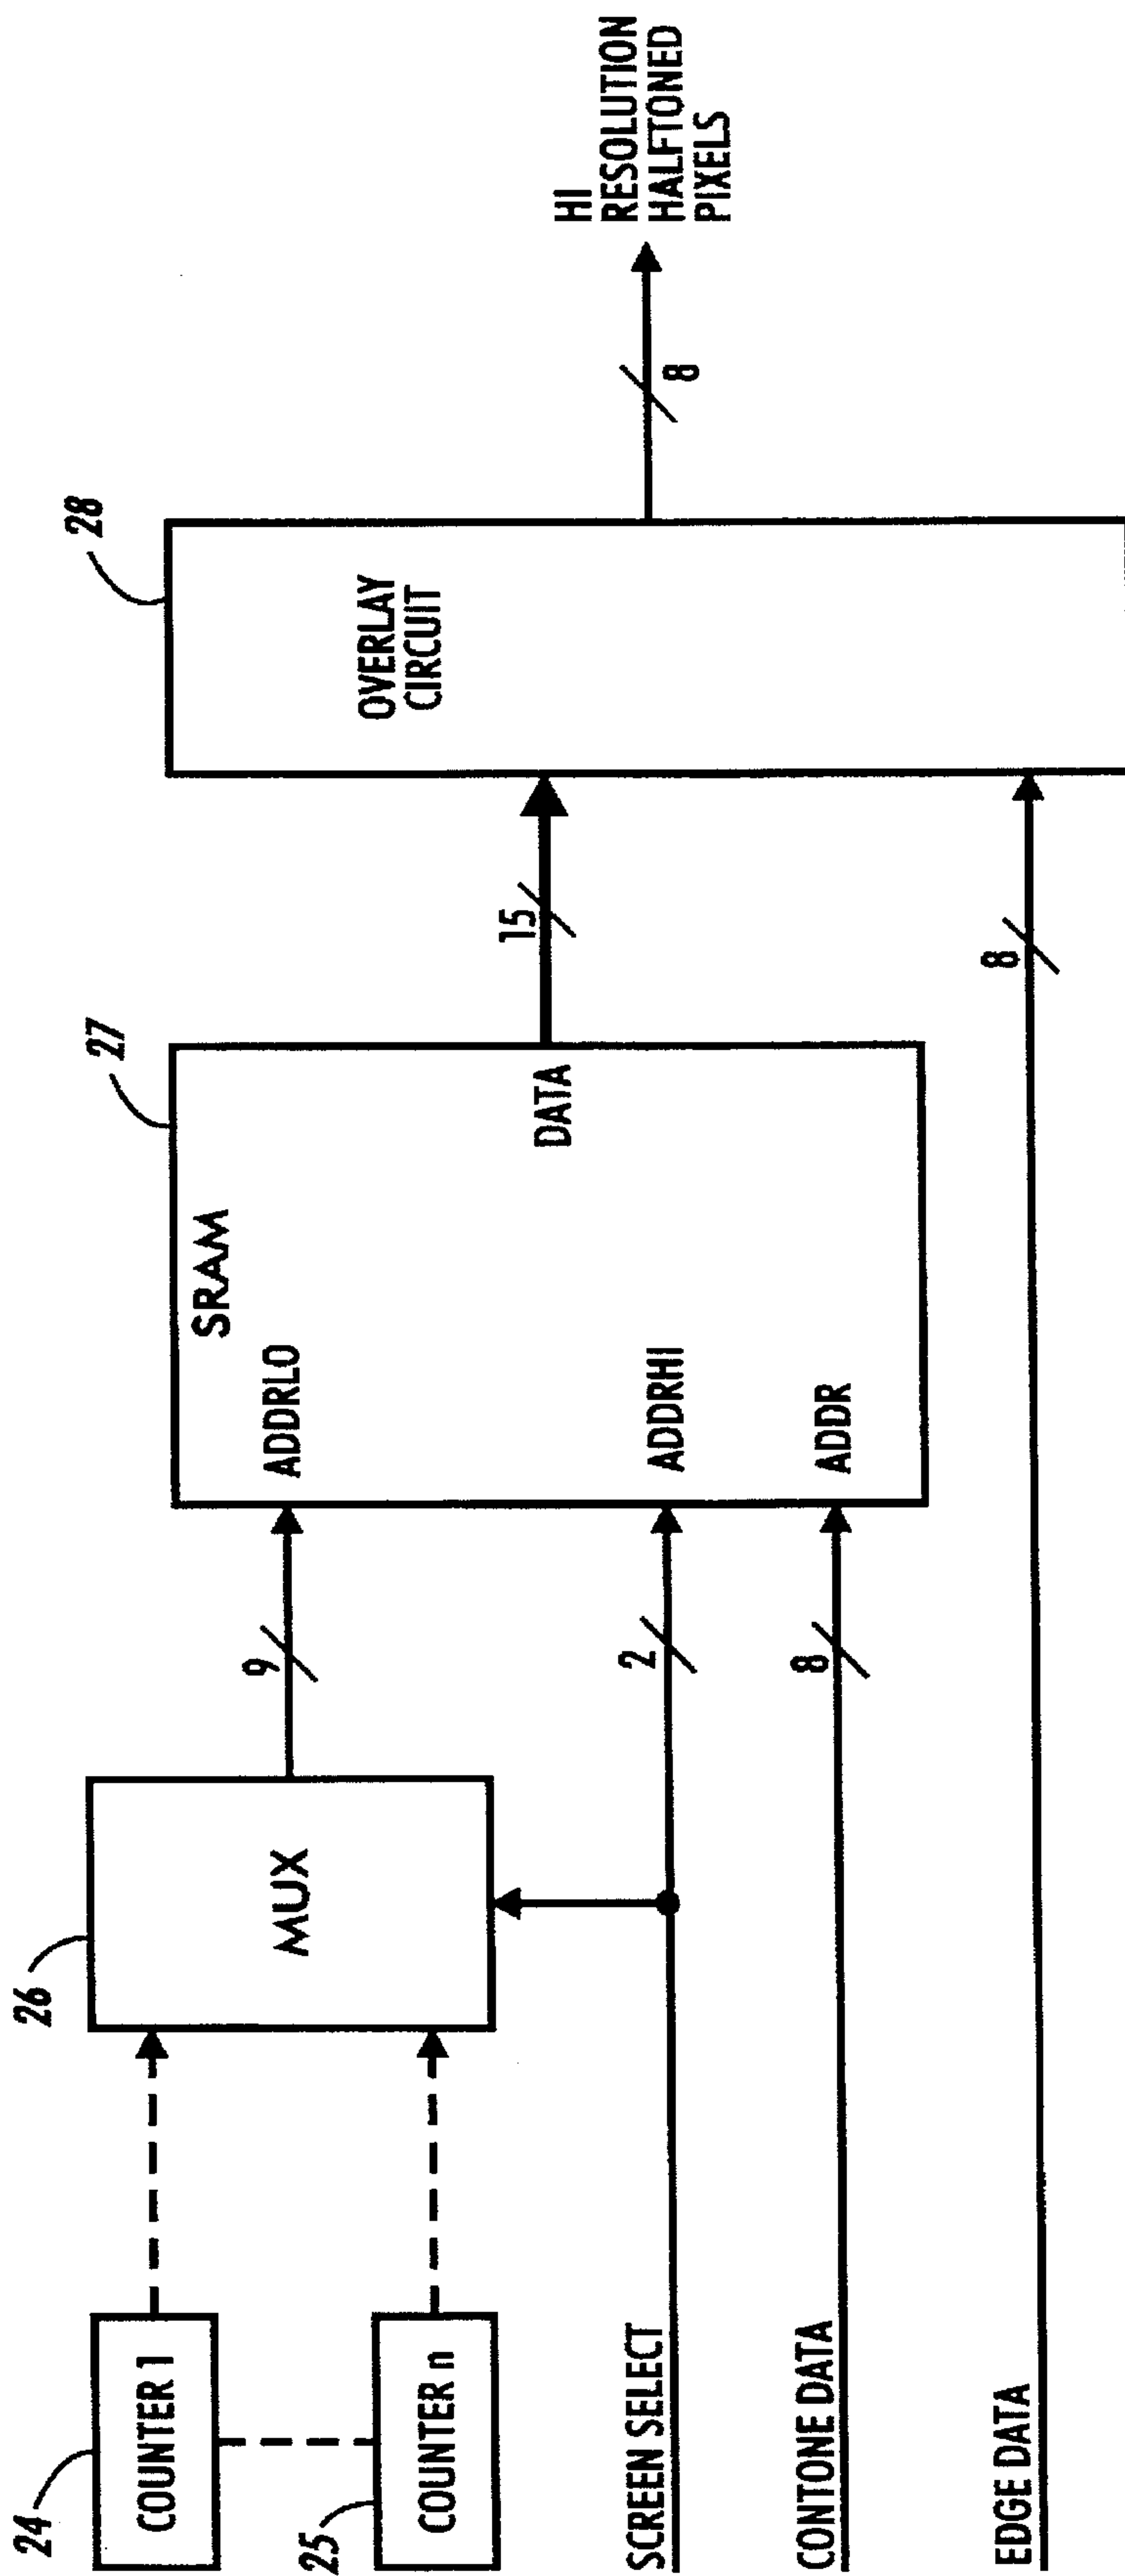 24
COUNTER 1
25
COUNTER n
26
MUX
9
SCREEN SELECT
2
CONTONE DATA
8
EDGE DATA
8
27
SRAM
ADDRLO
ADDRHI
ADDR
DATA
15
28
OVERLAY
CIRCUIT
8
HI
RESOLUTION
HALFTONED
PIXELS